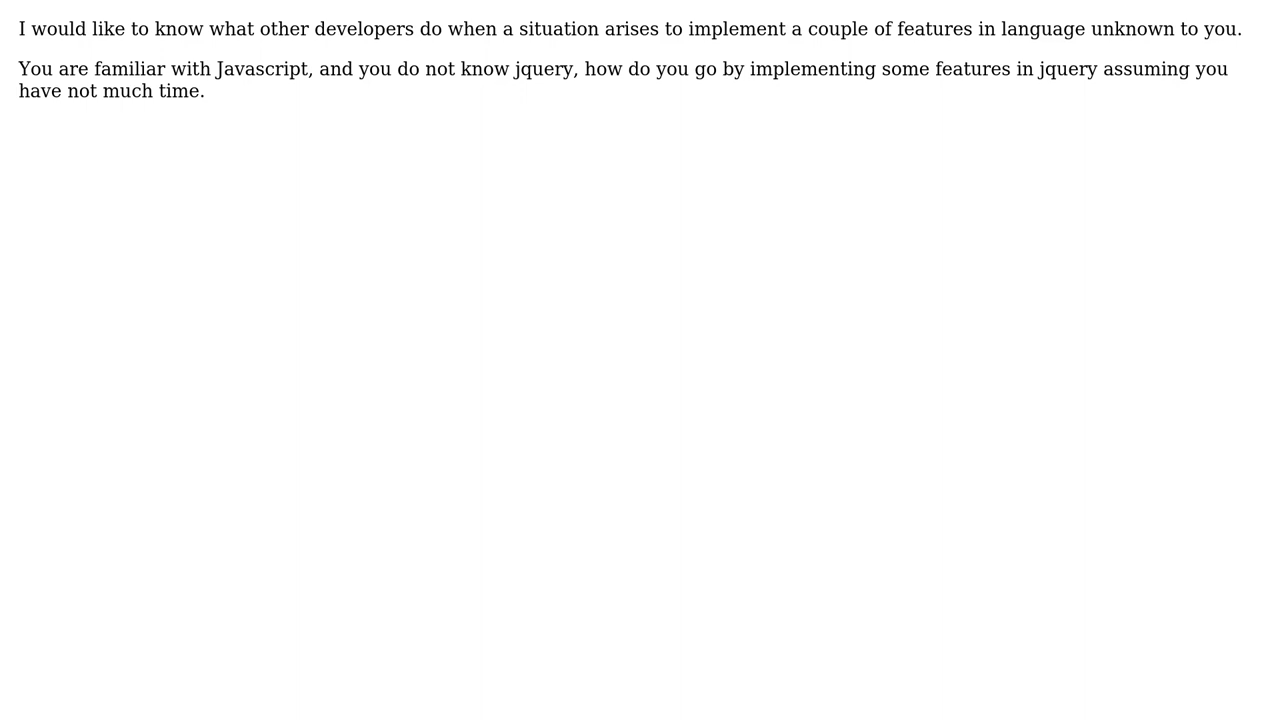 I would like to know what other developers do when a situation arises to implement a couple of features in language unknown to you.
You are familiar with Javascript, and you do not know jquery, how do you go by implementing some features in jquery assuming you
have not much time.